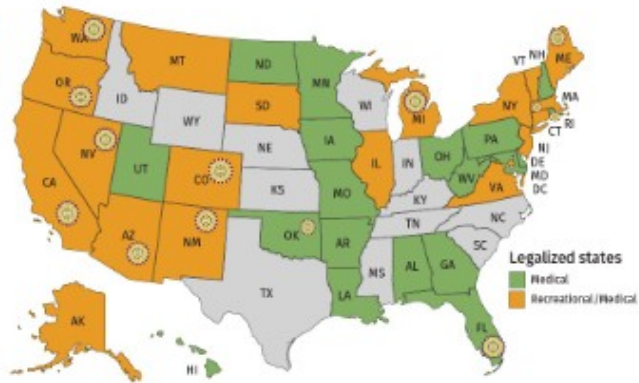 WA
MT
ND
MN
OR
ID
WY
SD
WI
MI
VT
NH
ME
NY
MA
CT
RI
NV
UT
CO
NE
IA
IL
IN
OH
PA
NJ
DE
MD
DC
CA
KS
MO
KY
WV
VA
AZ
NM
OK
AR
TN
NC
SC
TX
LA
MS
AL
GA
FL
AK
HI
Legalized states
Medical
Recreational/Medical